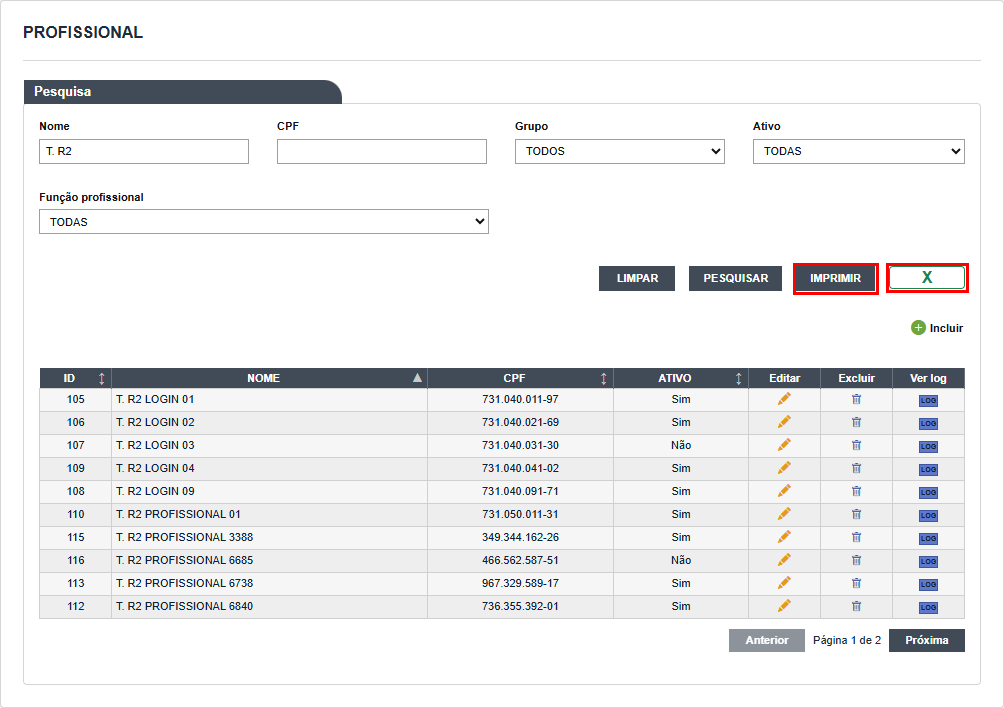 PROFISSIONAL
Pesquisa
Nome CPF Grupo Ativo
T. R2 TODOS TODAS
Função profissional
TODAS
LIMPAR PESQUISAR IMPRIMIR X
Incluir
ID NOME CPF ATIVO Editar Excluir Ver log
105 T. R2 LOGIN 01 731.040.011-97 Sim LOG
106 T. R2 LOGIN 02 731.040.021-69 Sim LOG
107 T. R2 LOGIN 03 731.040.031-30 Não LOG
109 T. R2 LOGIN 04 731.040.041-02 Sim LOG
108 T. R2 LOGIN 09 731.040.091-71 Sim LOG
110 T. R2 PROFISSIONAL 01 731.050.011-31 Sim LOG
115 T. R2 PROFISSIONAL 3388 349.344.162-26 Sim LOG
116 T. R2 PROFISSIONAL 6685 466.562.587-51 Não LOG
113 T. R2 PROFISSIONAL 6738 967.329.589-17 Sim LOG
112 T. R2 PROFISSIONAL 6840 736.355.392-01 Sim LOG
Anterior Página 1 de 2 Próxima